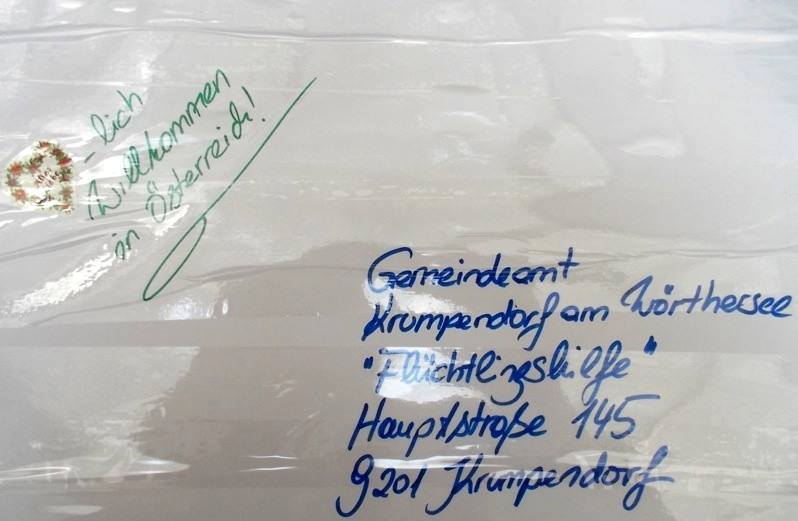 -lich
Willkommen
in Österreich!
Gemeindeamt
Krumpendorf am Wörthersee
"Flüchtlingshilfe"
Hauptstraße 145
9201 Krumpendorf